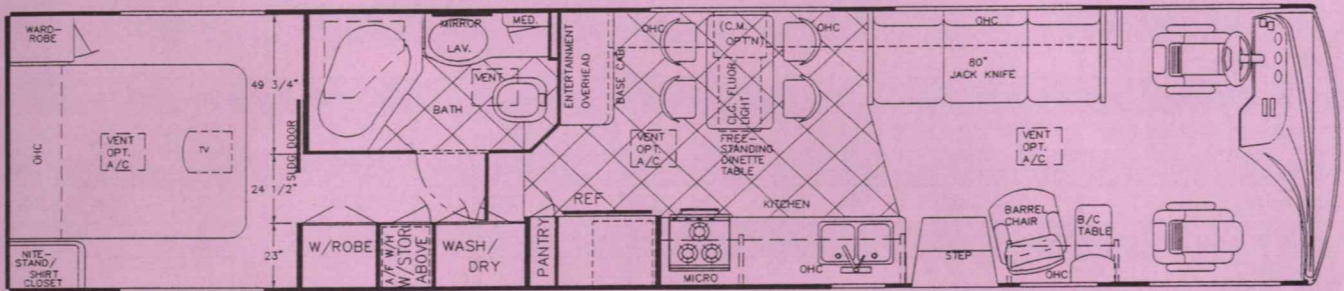 WARD-
ROBE
OHC
VENT
OPT.
A/C
TV
NITE-
STAND/
SHIRT
CLOSET
49 3/4"
24 1/2"
23"
SLDG DOOR
MIRROR
LAV.
MED.
VENT
BATH
W/ROBE
A/F W/H
W/STOR
ABOVE
WASH/
DRY
PANTRY
REF
ENTERTAINMENT
OVERHEAD
BASE CABI
OHC
(C.M.
OPT'N)
OHC
CLG. FLUOR
LIGHT
VENT
OPT.
A/C
FREE-
STANDING
DINETTE
TABLE
KITCHEN
MICRO
OHC
OHC
80"
JACK KNIFE
VENT
OPT.
A/C
STEP
BARREL
CHAIR
B/C
TABLE
OHC